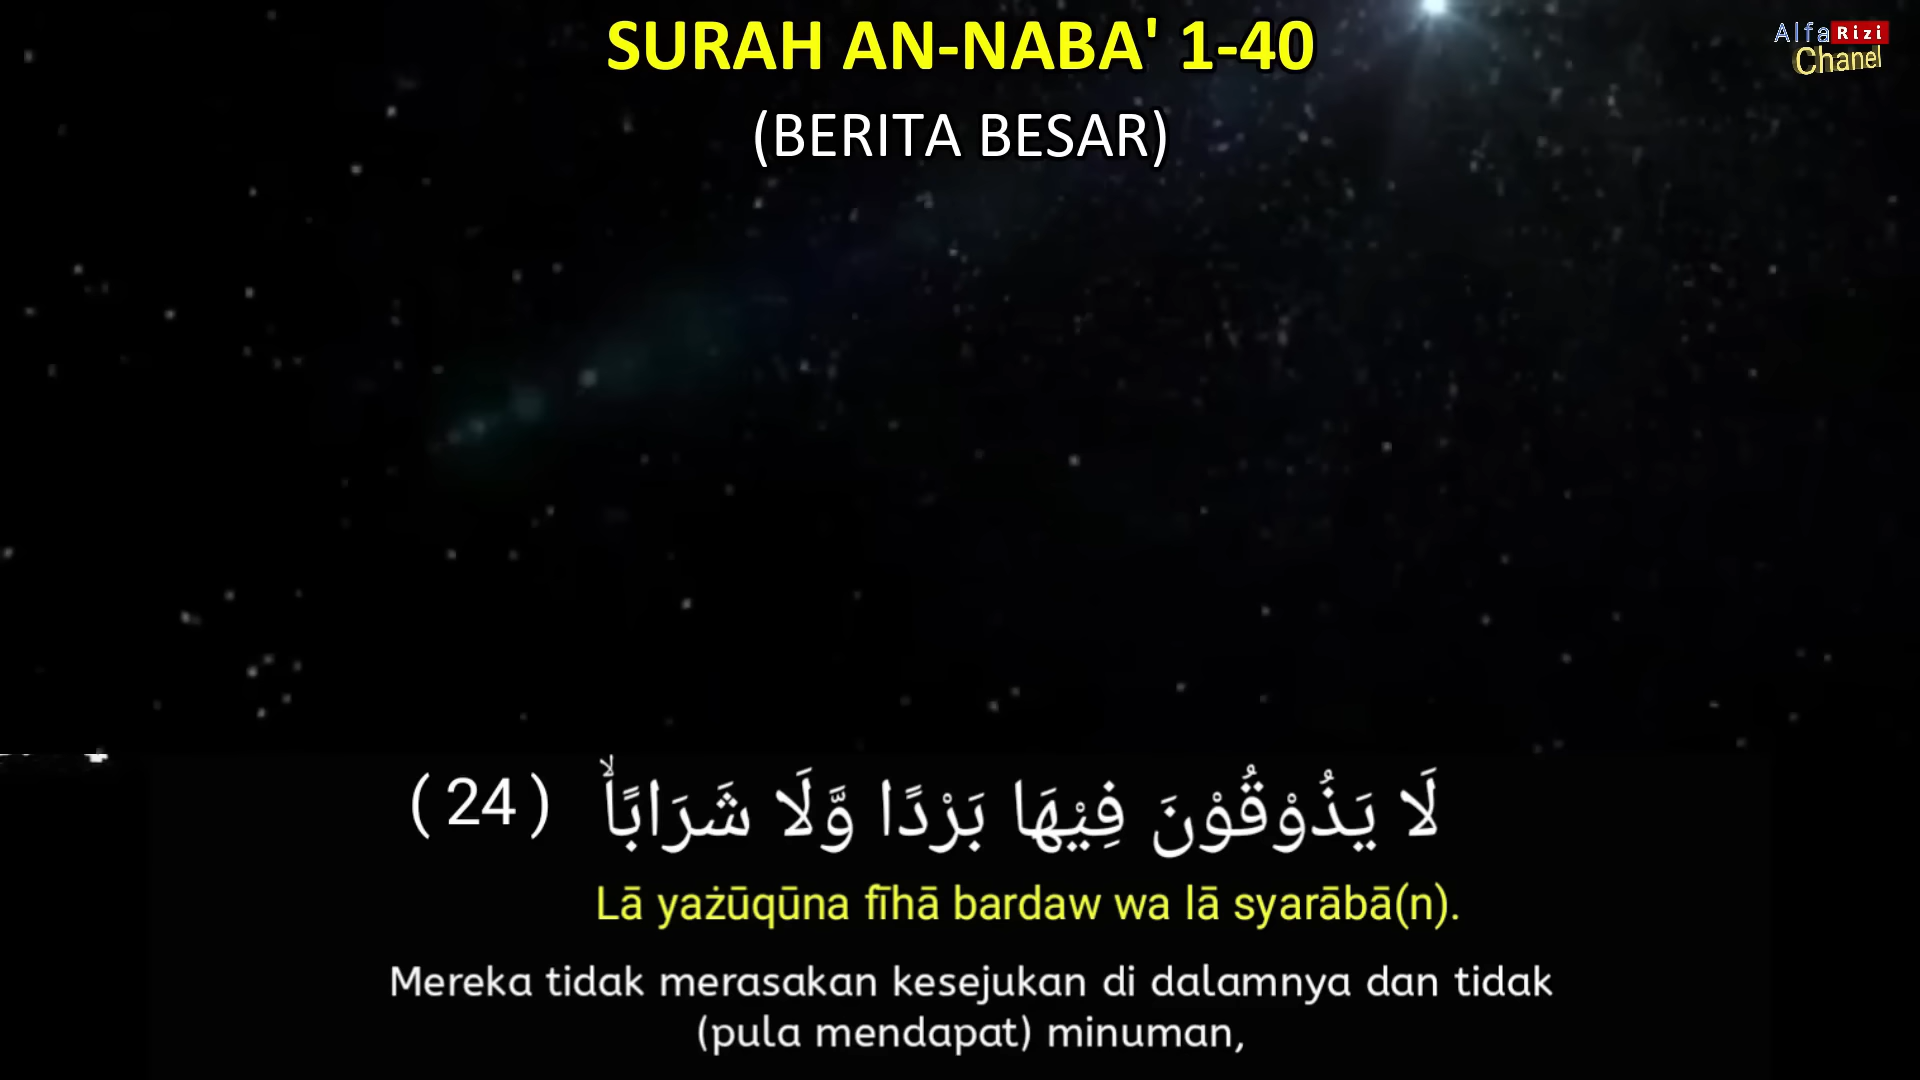 SURAH AN-NABA' 1-40
(BERITA BESAR)
Alfa Rizi
Chanel
لَا يَذُوْقُوْنَ فِيْهَا بَرْدًا وَّلَا شَرَابًاۙ (24)
Lā yażūqūna fīhā bardaw wa lā syarābā(n).
Mereka tidak merasakan kesejukan di dalamnya dan tidak
(pula mendapat) minuman,